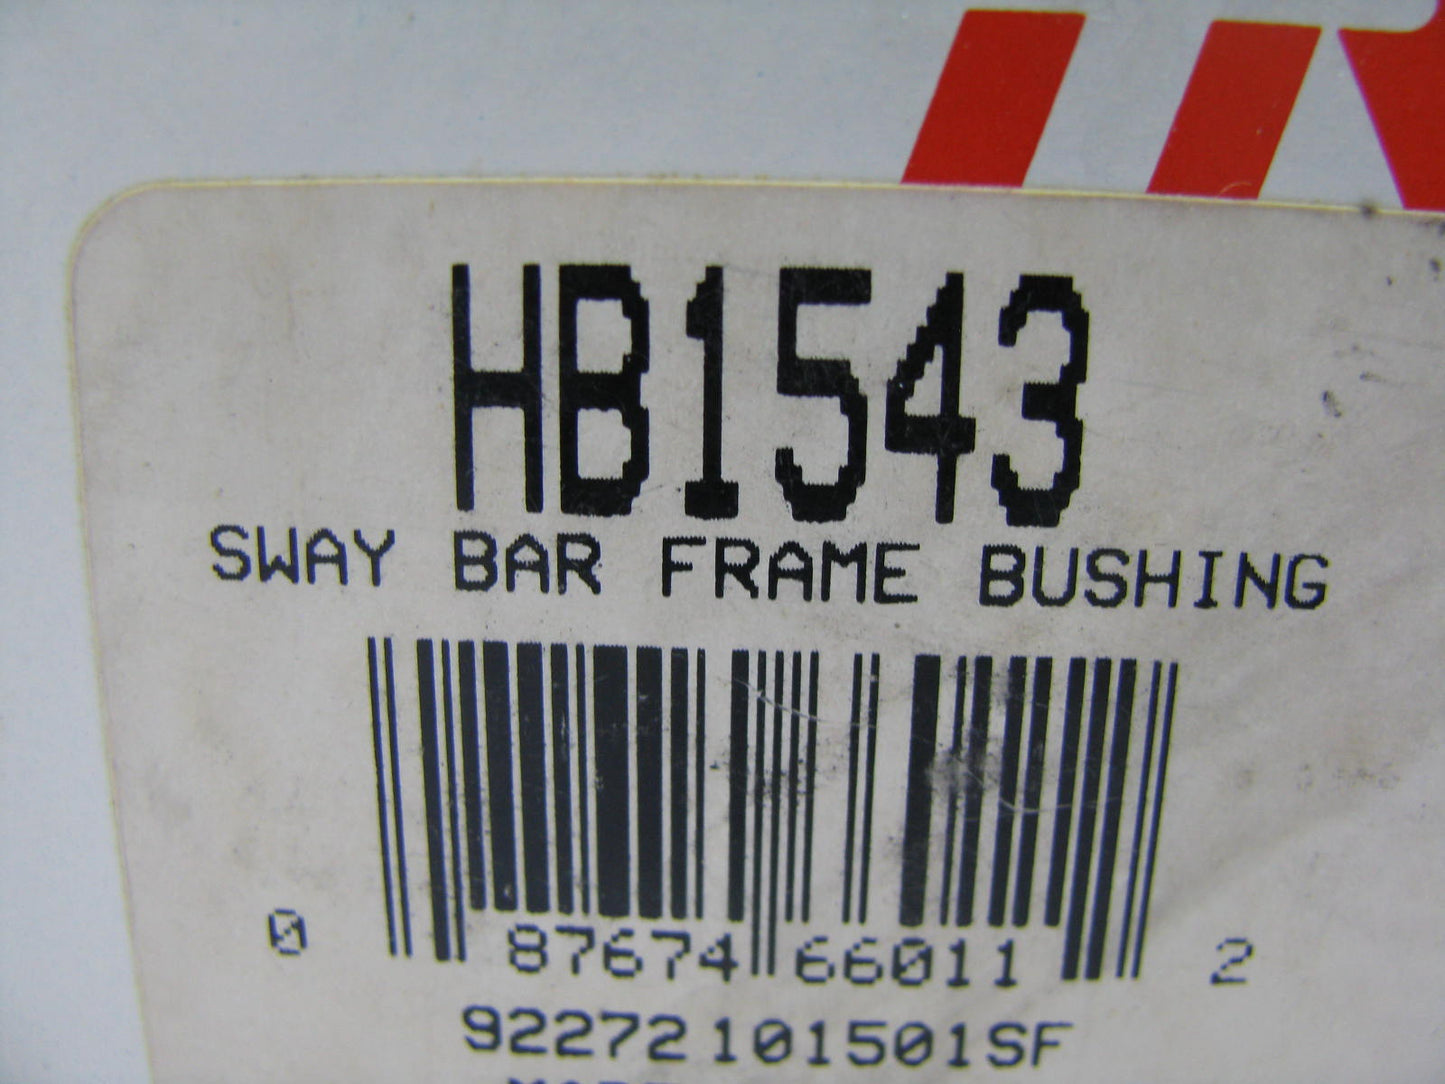 HB1543
SWAY BAR FRAME BUSHING
0 87674 66011 2
92272101501SF